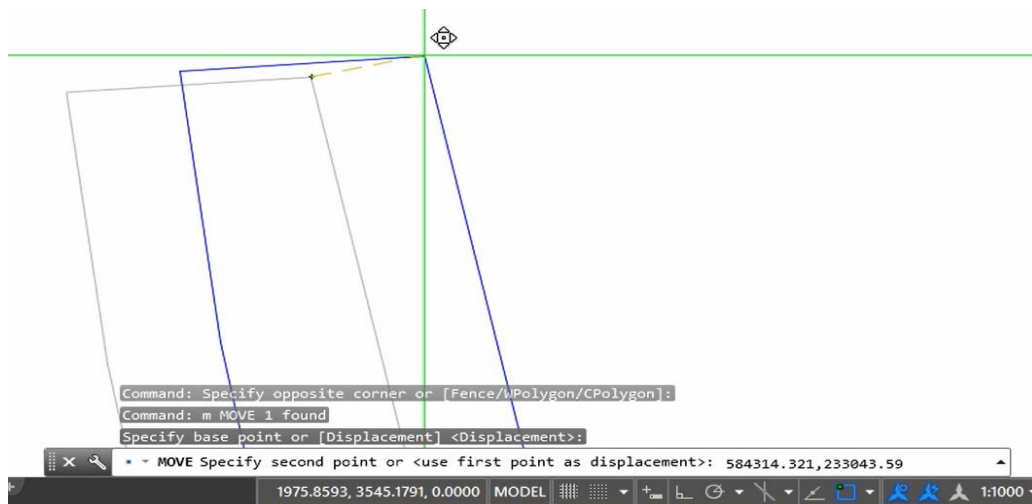 Command: Specify opposite corner or [Fence/WPolygon/CPolygon]:
Command: m MOVE 1 found
Specify base point or [Displacement] <Displacement>:
MOVE Specify second point or <use first point as displacement>: 584314.321,233043.59
1975.8593, 3545.1791, 0.0000 MODEL 1:1000